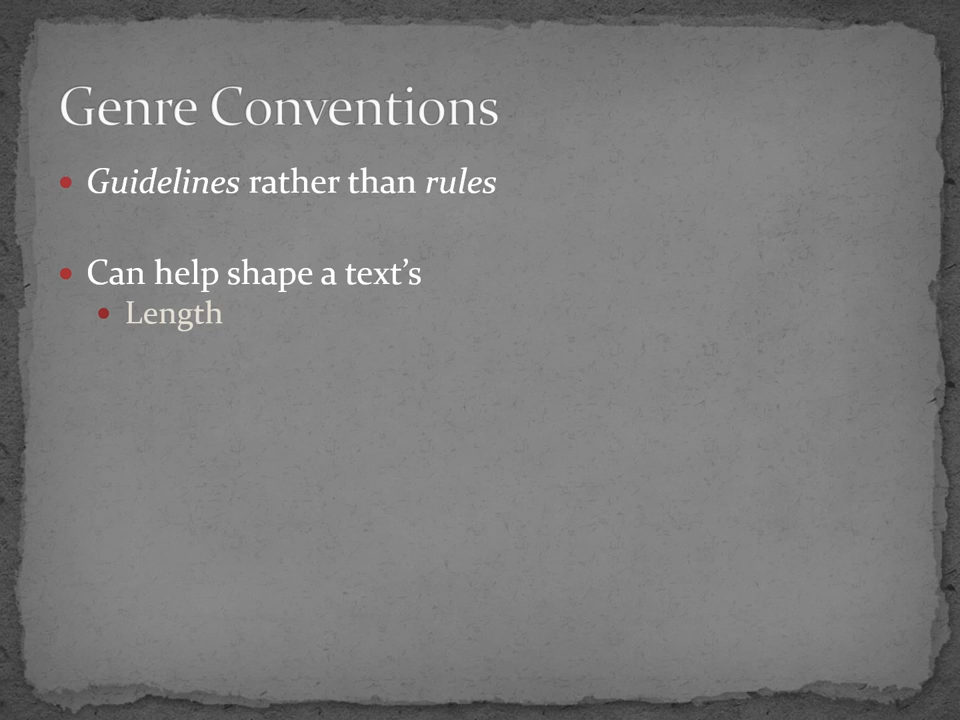 Genre Conventions
Guidelines rather than rules
Can help shape a text’s
Length